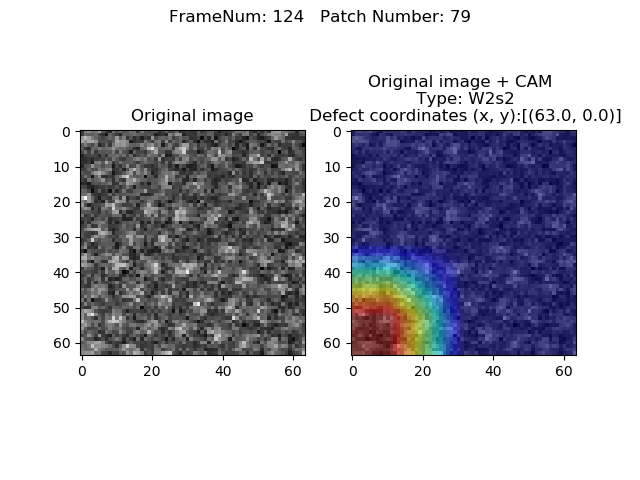 FrameNum: 124   Patch Number: 79
Original image
Original image + CAM
Type: W2s2
Defect coordinates (x, y):[(63.0, 0.0)]
0
10
20
30
40
50
60
0 20 40 60
0
10
20
30
40
50
60
0 20 40 60